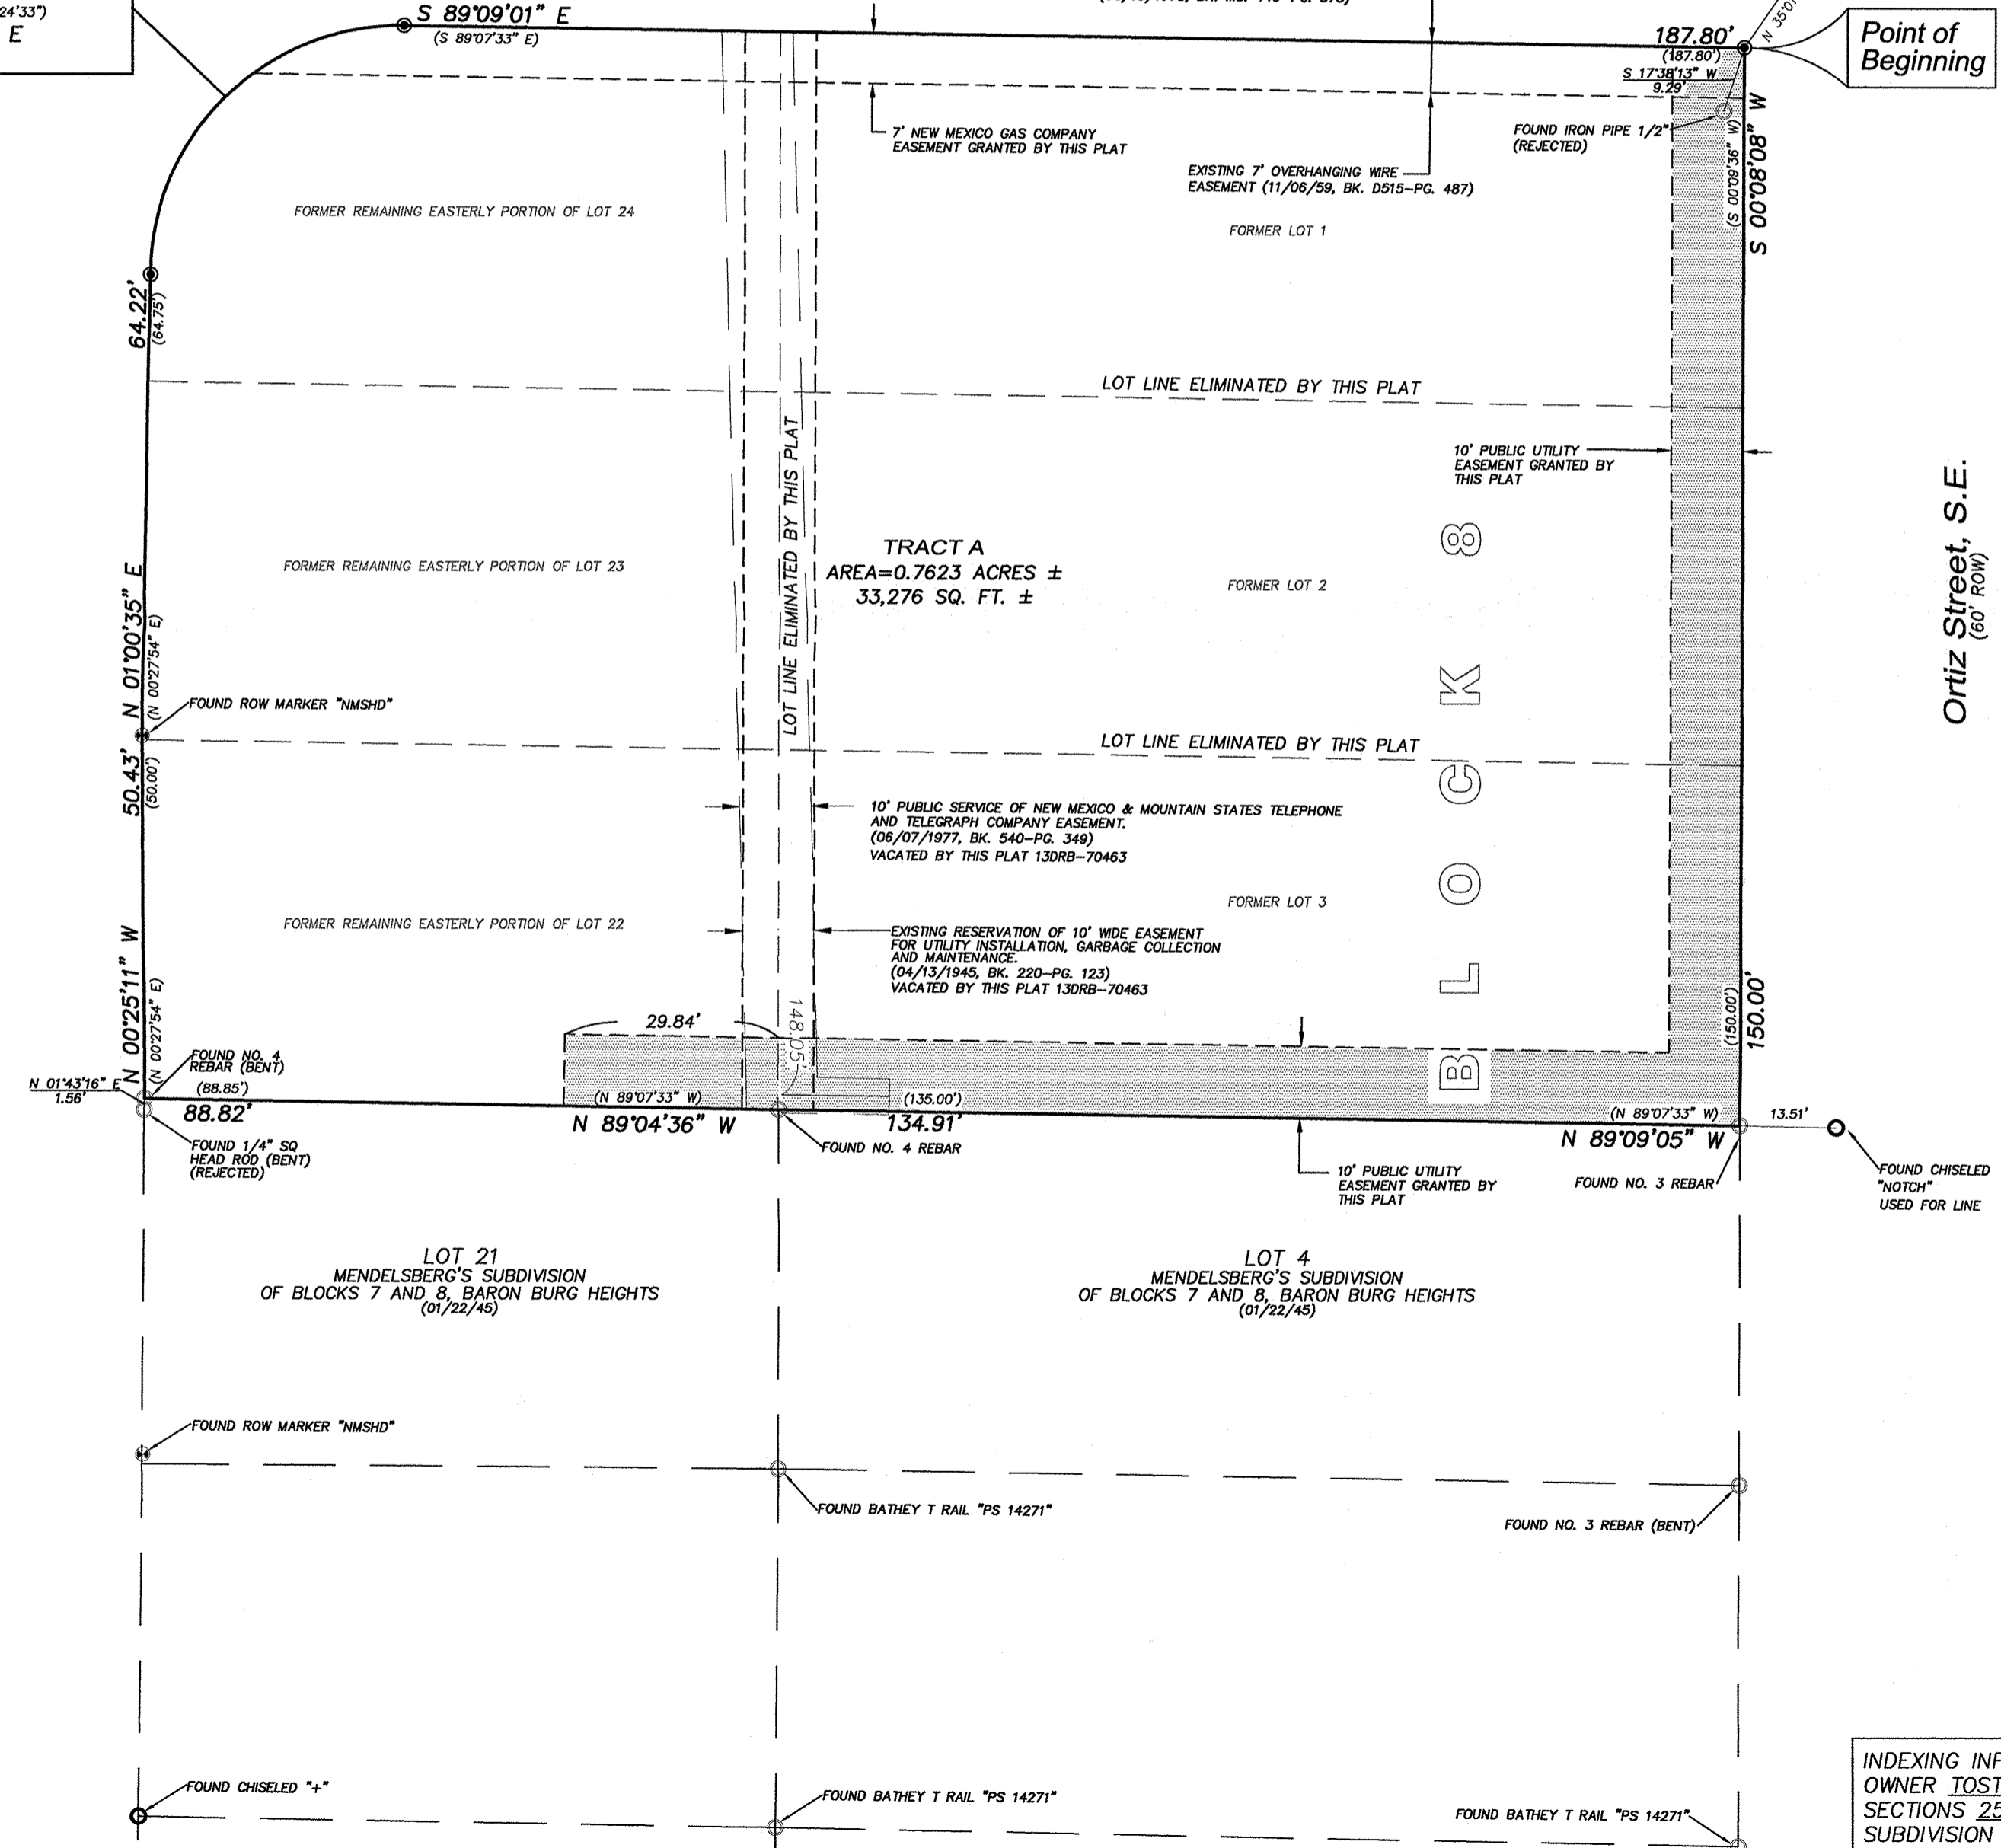 24'33")
E
S 89°09'01" E
(S 89°07'33" E)
187.80'
(187.80')
S 17°38'13" W
9.29'
Point of
Beginning
7' NEW MEXICO GAS COMPANY
EASEMENT GRANTED BY THIS PLAT
FOUND IRON PIPE 1/2"
(REJECTED)
EXISTING 7' OVERHANGING WIRE
EASEMENT (11/06/59, BK. D515-PG. 487)
(S 00°09'36" W)
S 00°08'08" W
FORMER REMAINING EASTERLY PORTION OF LOT 24
FORMER LOT 1
64.22'
(64.75')
LOT LINE ELIMINATED BY THIS PLAT
LOT LINE ELIMINATED BY THIS PLAT
10' PUBLIC UTILITY
EASEMENT GRANTED BY
THIS PLAT
Ortiz Street, S.E.
(60' ROW)
TRACT A
AREA=0.7623 ACRES ±
33,276 SQ. FT. ±
FORMER REMAINING EASTERLY PORTION OF LOT 23
FORMER LOT 2
BLOCK 8
N 01°00'35" E
(N 00°27'54" E)
FOUND ROW MARKER "NMSHD"
LOT LINE ELIMINATED BY THIS PLAT
50.43'
(50.00')
10' PUBLIC SERVICE OF NEW MEXICO & MOUNTAIN STATES TELEPHONE
AND TELEGRAPH COMPANY EASEMENT.
(06/07/1977, BK. 540-PG. 349)
VACATED BY THIS PLAT 13DRB-70463
FORMER LOT 3
FORMER REMAINING EASTERLY PORTION OF LOT 22
EXISTING RESERVATION OF 10' WIDE EASEMENT
FOR UTILITY INSTALLATION, GARBAGE COLLECTION
AND MAINTENANCE.
(04/13/1945, BK. 220-PG. 123)
VACATED BY THIS PLAT 13DRB-70463
N 00°25'11" W
(N 00°27'54" E)
29.84'
148.05'
(150.00')
150.00'
FOUND NO. 4
REBAR (BENT)
N 01°43'16" E
1.56'
(88.85')
88.82'
(N 89°07'33" W)
N 89°04'36" W
(135.00')
134.91'
(N 89°07'33" W)
N 89°09'05" W
13.51'
FOUND 1/4" SQ
HEAD ROD (BENT)
(REJECTED)
FOUND NO. 4 REBAR
10' PUBLIC UTILITY
EASEMENT GRANTED BY
THIS PLAT
FOUND NO. 3 REBAR
FOUND CHISELED
"NOTCH"
USED FOR LINE
LOT 21
MENDELSBERG'S SUBDIVISION
OF BLOCKS 7 AND 8, BARON BURG HEIGHTS
(01/22/45)
LOT 4
MENDELSBERG'S SUBDIVISION
OF BLOCKS 7 AND 8, BARON BURG HEIGHTS
(01/22/45)
FOUND ROW MARKER "NMSHD"
FOUND BATHEY T RAIL "PS 14271"
FOUND NO. 3 REBAR (BENT)
FOUND CHISELED "+"
FOUND BATHEY T RAIL "PS 14271"
FOUND BATHEY T RAIL "PS 14271"
INDEXING INF
OWNER TOST
SECTIONS 25
SUBDIVISION